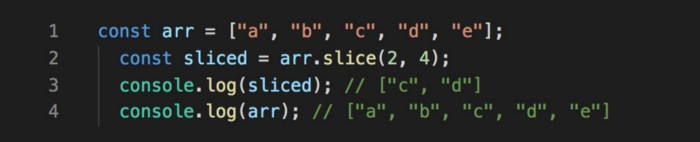 1 const arr = ["a", "b", "c", "d", "e"];
2 const sliced = arr.slice(2, 4);
3 console.log(sliced); // ["c", "d"]
4 console.log(arr); // ["a", "b", "c", "d", "e"]